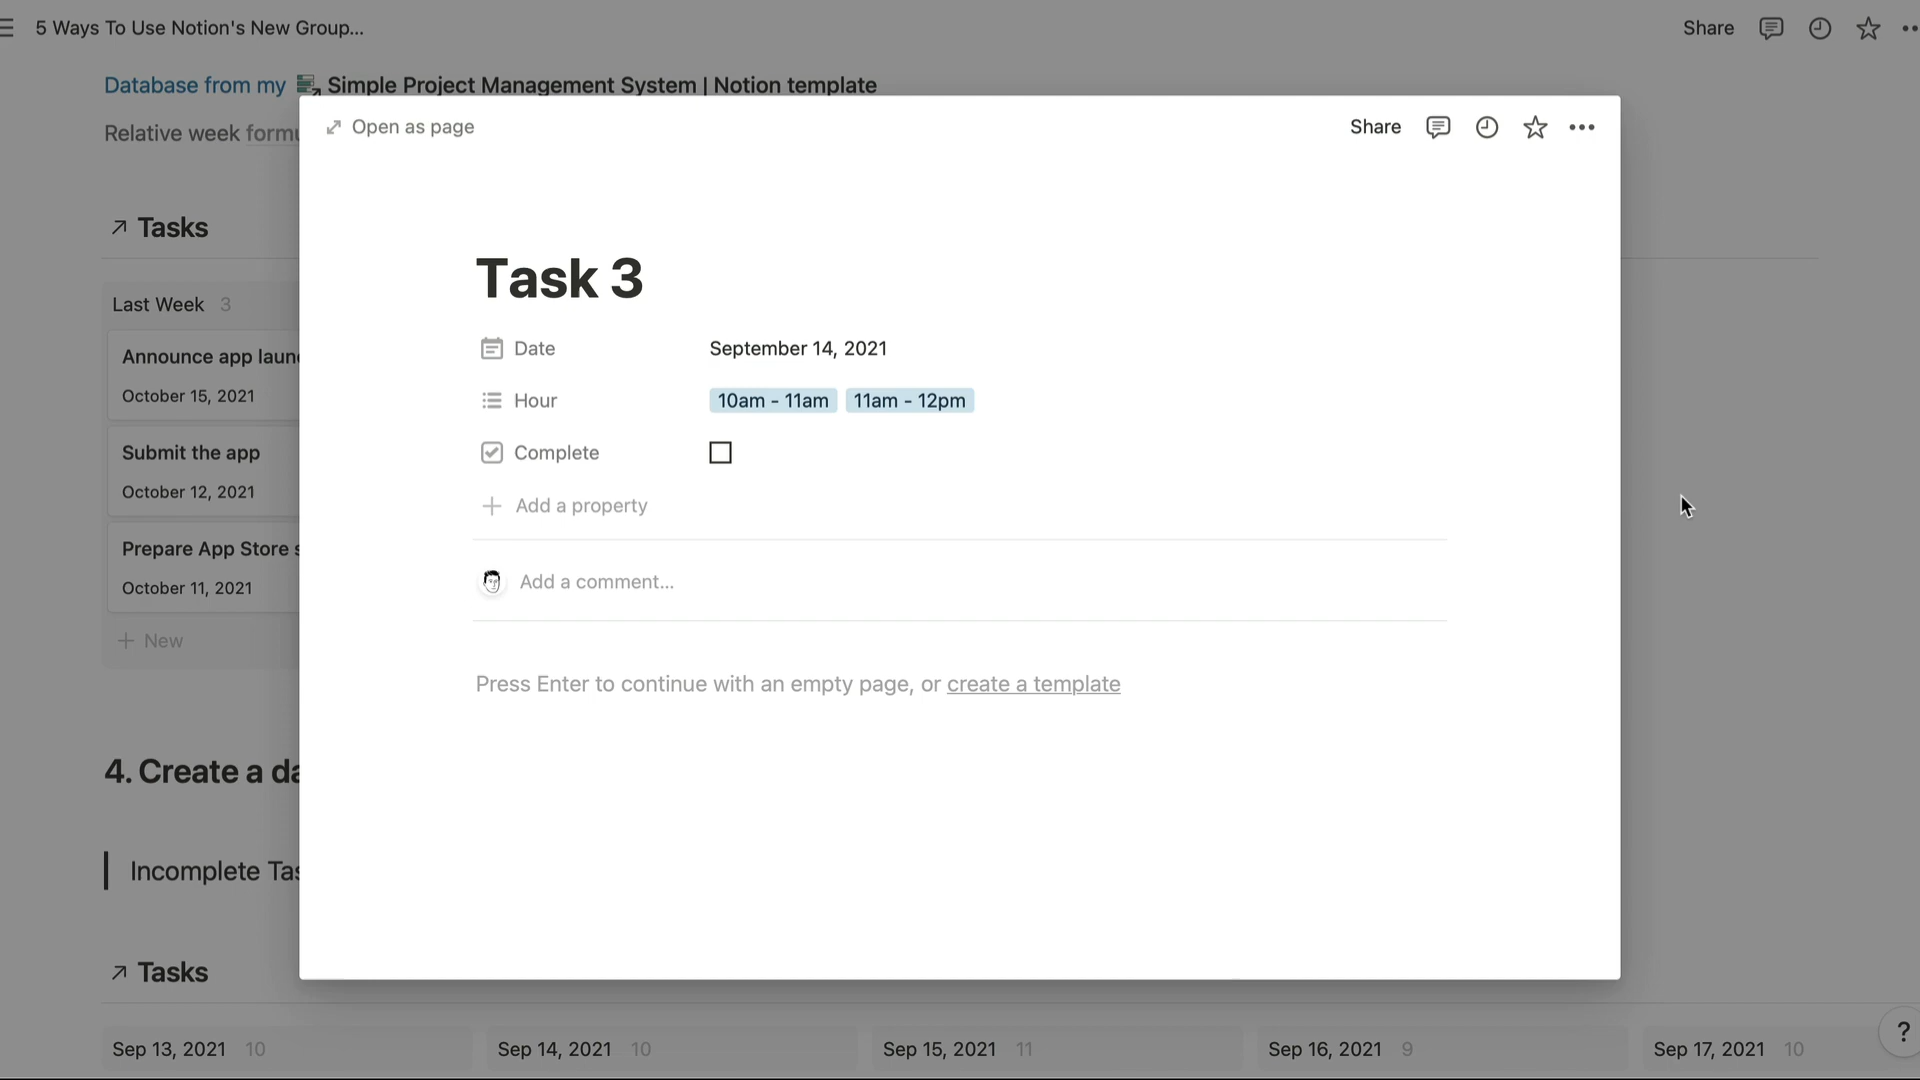 5 Ways To Use Notion's New Group...
Share
Database from my Simple Project Management System | Notion template
Relative week formu
Open as page
Share
Tasks
Last Week 3
Announce app laun
October 15, 2021
Submit the app
October 12, 2021
Prepare App Store s
October 11, 2021
+ New
Task 3
Date September 14, 2021
Hour 10am - 11am 11am - 12pm
Complete
+ Add a property
Add a comment...
Press Enter to continue with an empty page, or create a template
4. Create a da
Incomplete Tas
Tasks
Sep 13, 2021 10 Sep 14, 2021 10 Sep 15, 2021 11 Sep 16, 2021 9 Sep 17, 2021 10
?